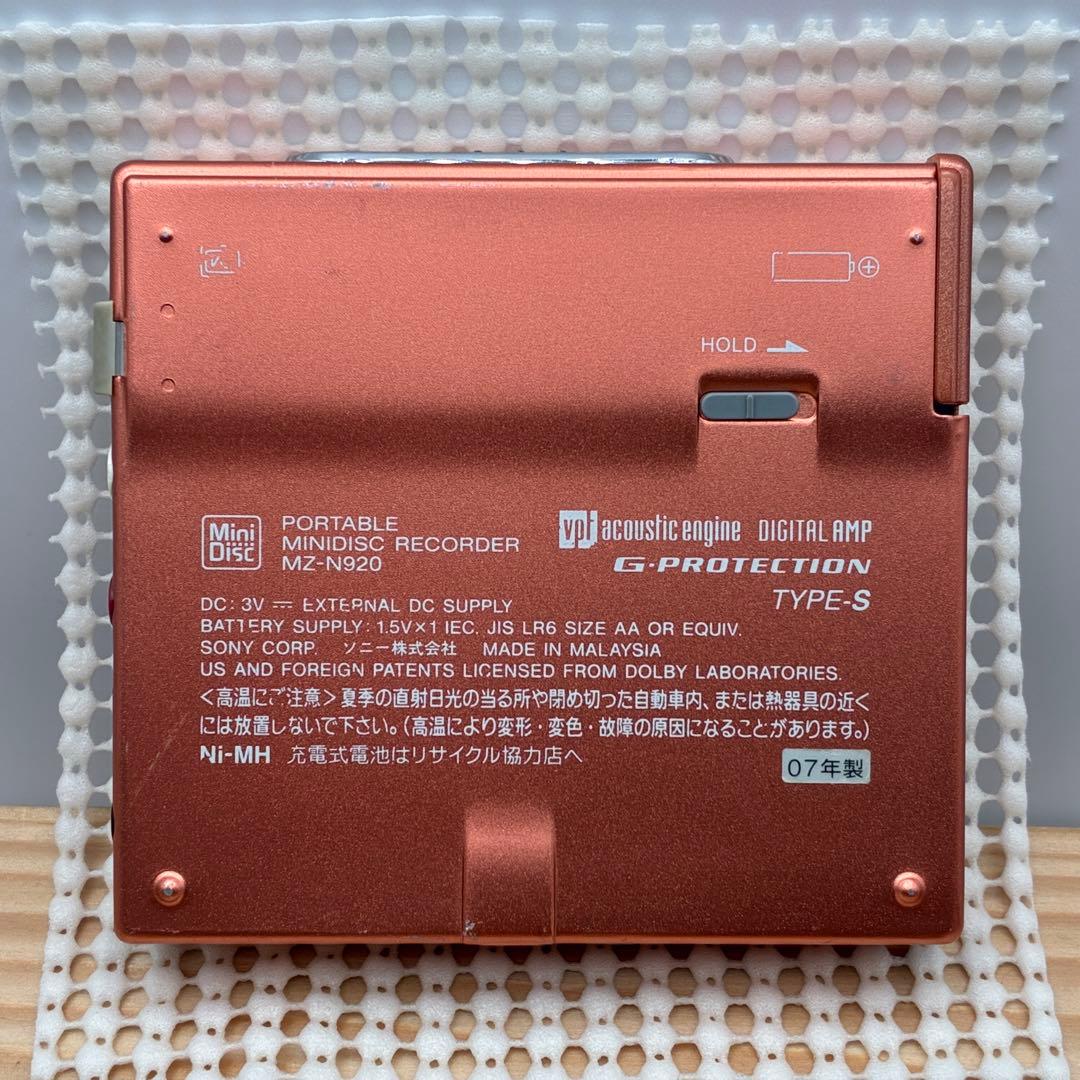 HOLD
Mini Disc
PORTABLE
MINIDISC RECORDER
MZ-N920
vpt acoustic engine DIGITAL AMP
G·PROTECTION
TYPE-S
DC: 3V ⎓ EXTERNAL DC SUPPLY
BATTERY SUPPLY: 1.5V×1 IEC, JIS LR6 SIZE AA OR EQUIV.
SONY CORP. ソニー株式会社 MADE IN MALAYSIA
US AND FOREIGN PATENTS LICENSED FROM DOLBY LABORATORIES.
<高温にご注意>夏季の直射日光の当る所や閉め切った自動車内、または熱器具の近く
には放置しないで下さい。(高温により変形・変色・故障の原因になることがあります。)
Ni-MH 充電式電池はリサイクル協力店へ
07年製